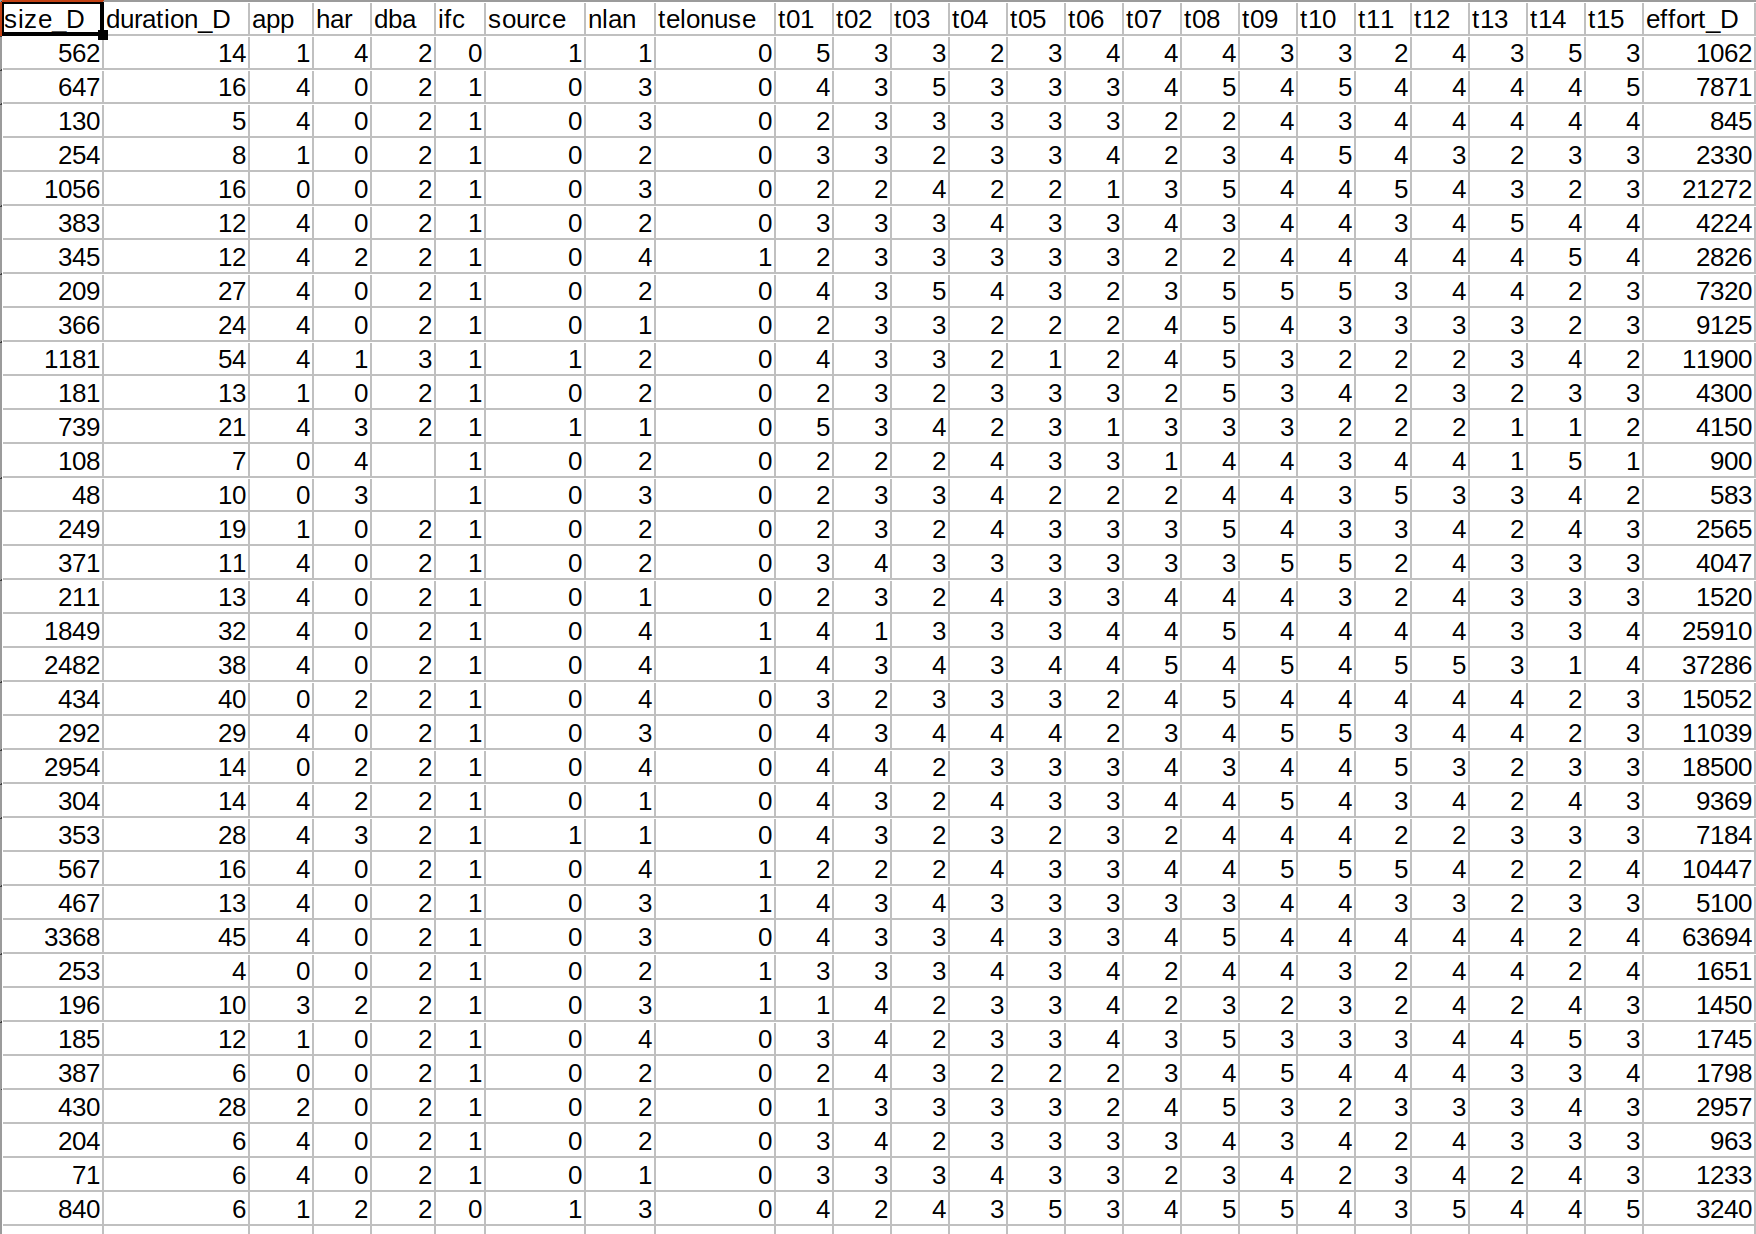 size_D duration_D app har dba ifc source nlan telonuse t01 t02 t03 t04 t05 t06 t07 t08 t09 t10 t11 t12 t13 t14 t15 effort_D
562 14 1 4 2 0 1 1 0 5 3 3 2 3 4 4 4 3 3 2 4 3 5 3 1062
647 16 4 0 2 1 0 3 0 4 3 5 3 3 3 4 5 4 5 4 4 4 4 5 7871
130 5 4 0 2 1 0 3 0 2 3 3 3 3 3 2 2 4 3 4 4 4 4 4 845
254 8 1 0 2 1 0 2 0 3 3 2 3 3 4 2 3 4 5 4 3 2 3 3 2330
1056 16 0 0 2 1 0 3 0 2 2 4 2 2 1 3 5 4 4 5 4 3 2 3 21272
383 12 4 0 2 1 0 2 0 3 3 3 4 3 3 4 3 4 4 3 4 5 4 4 4224
345 12 4 2 2 1 0 4 1 2 3 3 3 3 3 2 2 4 4 4 4 4 5 4 2826
209 27 4 0 2 1 0 2 0 4 3 5 4 3 2 3 5 5 5 3 4 4 2 3 7320
366 24 4 0 2 1 0 1 0 2 3 3 2 2 2 4 5 4 3 3 3 3 2 3 9125
1181 54 4 1 3 1 1 2 0 4 3 3 2 1 2 4 5 3 2 2 2 3 4 2 11900
181 13 1 0 2 1 0 2 0 2 3 2 3 3 3 2 5 3 4 2 3 2 3 3 4300
739 21 4 3 2 1 1 1 0 5 3 4 2 3 1 3 3 3 2 2 2 1 1 2 4150
108 7 0 4 1 0 2 0 2 2 2 4 3 3 1 4 4 3 4 4 1 5 1 900
48 10 0 3 1 0 3 0 2 3 3 4 2 2 2 4 4 3 5 3 3 4 2 583
249 19 1 0 2 1 0 2 0 2 3 2 4 3 3 3 5 4 3 3 4 2 4 3 2565
371 11 4 0 2 1 0 2 0 3 4 3 3 3 3 3 3 5 5 2 4 3 3 3 4047
211 13 4 0 2 1 0 1 0 2 3 2 4 3 3 4 4 4 3 2 4 3 3 3 1520
1849 32 4 0 2 1 0 4 1 4 1 3 3 3 4 4 5 4 4 4 4 3 3 4 25910
2482 38 4 0 2 1 0 4 1 4 3 4 3 4 4 5 4 5 4 5 5 3 1 4 37286
434 40 0 2 2 1 0 4 0 3 2 3 3 3 2 4 5 4 4 4 4 4 2 3 15052
292 29 4 0 2 1 0 3 0 4 3 4 4 4 2 3 4 5 5 3 4 4 2 3 11039
2954 14 0 2 2 1 0 4 0 4 4 2 3 3 3 4 3 4 4 5 3 2 3 3 18500
304 14 4 2 2 1 0 1 0 4 3 2 4 3 3 4 4 5 4 3 4 2 4 3 9369
353 28 4 3 2 1 1 1 0 4 3 2 3 2 3 2 4 4 4 2 2 3 3 3 7184
567 16 4 0 2 1 0 4 1 2 2 2 4 3 3 4 4 5 5 5 4 2 2 4 10447
467 13 4 0 2 1 0 3 1 4 3 4 3 3 3 3 3 4 4 3 3 2 3 3 5100
3368 45 4 0 2 1 0 3 0 4 3 3 4 3 3 4 5 4 4 4 4 4 2 4 63694
253 4 0 0 2 1 0 2 1 3 3 3 4 3 4 2 4 4 3 2 4 4 2 4 1651
196 10 3 2 2 1 0 3 1 1 4 2 3 3 4 2 3 2 3 2 4 2 4 3 1450
185 12 1 0 2 1 0 4 0 3 4 2 3 3 4 3 5 3 3 3 4 4 5 3 1745
387 6 0 0 2 1 0 2 0 2 4 3 2 2 2 3 4 5 4 4 4 3 3 4 1798
430 28 2 0 2 1 0 2 0 1 3 3 3 3 2 4 5 3 2 3 3 3 4 3 2957
204 6 4 0 2 1 0 2 0 3 4 2 3 3 3 3 4 3 4 2 4 3 3 3 963
71 6 4 0 2 1 0 1 0 3 3 3 4 3 3 2 3 4 2 3 4 2 4 3 1233
840 6 1 2 2 0 1 3 0 4 2 4 3 5 3 4 5 5 4 3 5 4 4 5 3240